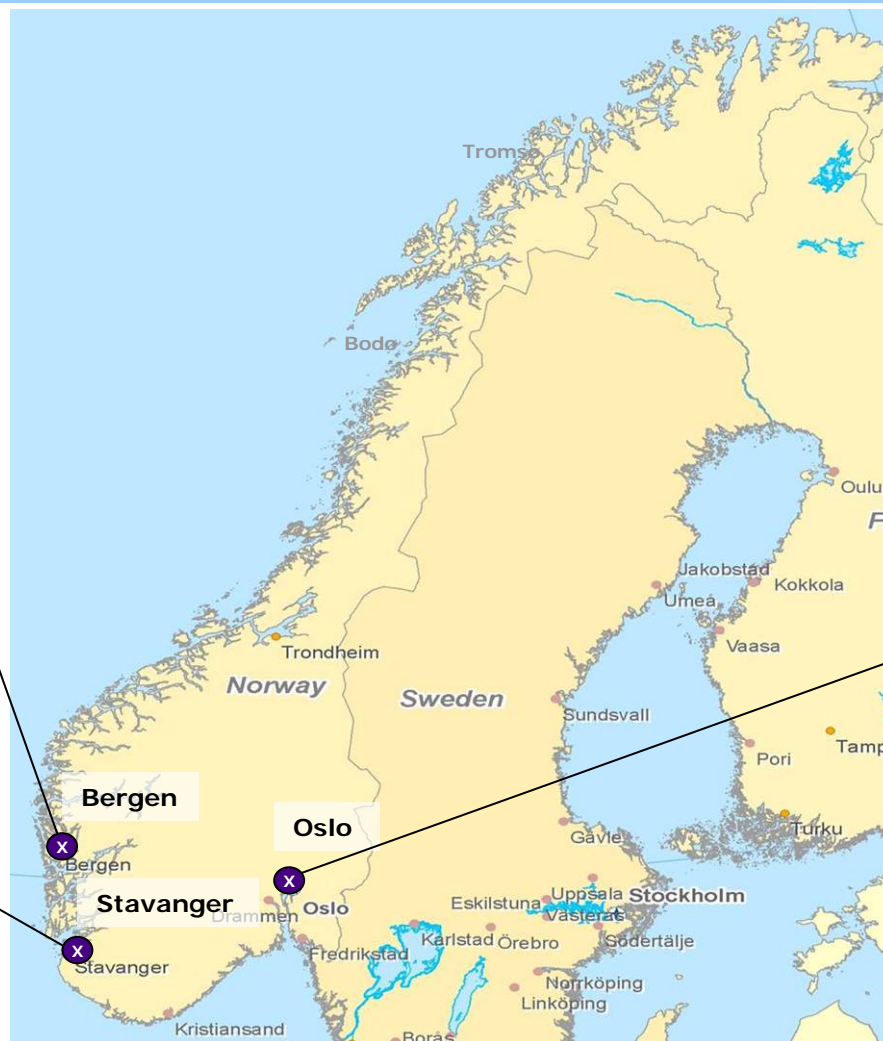 Tromsø
Bodø
Oulu
F
Jakobstad
Kokkola
Umeå
Vaasa
Trondheim
Norway
Sweden
Sundsvall
Pori
Tamp
Bergen
Oslo
Turku
Gävle
x
Bergen
x
Stavanger
Uppsala
Eskilstuna
Stockholm
Drammen
Oslo
Västerås
Fredrikstad
Karlstad
Örebro
Södertälje
x
Stavanger
Norrköping
Linköping
Kristiansand
Borås